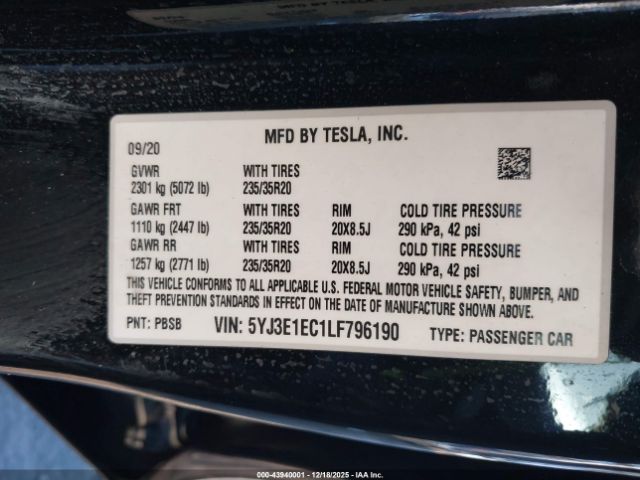 MFD BY TESLA, INC.
09/20
GVWR WITH TIRES
2301 kg (5072 lb) 235/35R20
GAWR FRT WITH TIRES RIM COLD TIRE PRESSURE
1110 kg (2447 lb) 235/35R20 20X8.5J 290 kPa, 42 psi
GAWR RR WITH TIRES RIM COLD TIRE PRESSURE
1257 kg (2771 lb) 235/35R20 20X8.5J 290 kPa, 42 psi
THIS VEHICLE CONFORMS TO ALL APPLICABLE U.S. FEDERAL MOTOR VEHICLE SAFETY, BUMPER, AND
THEFT PREVENTION STANDARDS IN EFFECT ON THE DATE OF MANUFACTURE SHOWN ABOVE.
PNT: PBSB VIN: 5YJ3E1EC1LF796190 TYPE: PASSENGER CAR
000-43940001 - 12/18/2025 - IAA Inc.